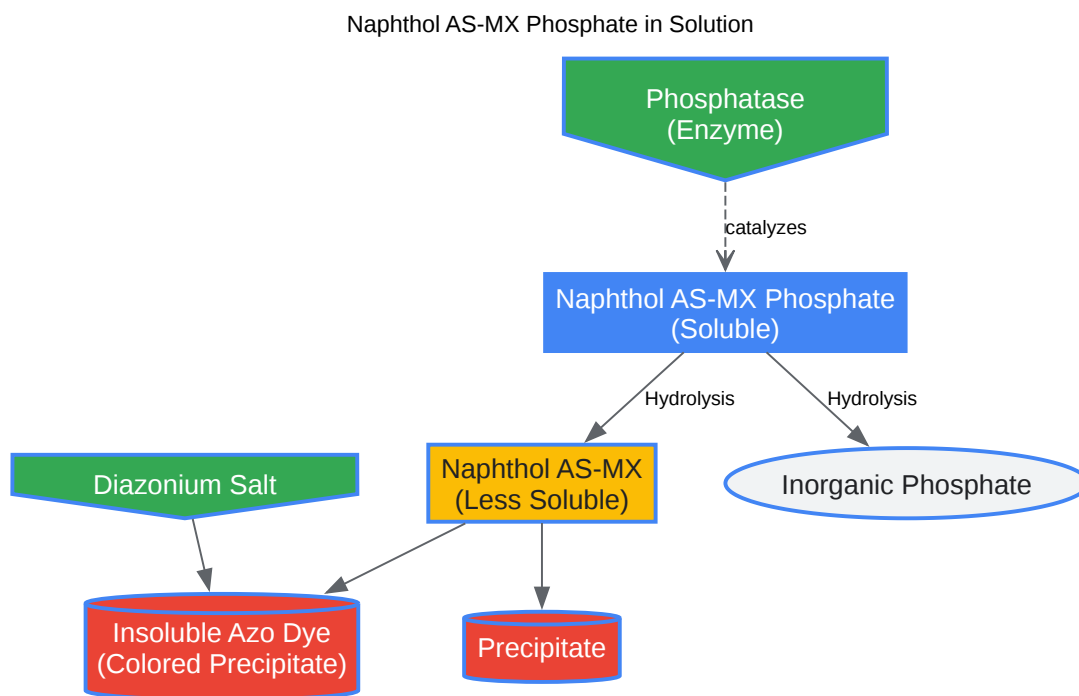 Naphthol AS-MX Phosphate in Solution
Phosphatase
(Enzyme)
catalyzes
Naphthol AS-MX Phosphate
(Soluble)
Hydrolysis
Hydrolysis
Diazonium Salt
Naphthol AS-MX
(Less Soluble)
Inorganic Phosphate
Insoluble Azo Dye
(Colored Precipitate)
Precipitate